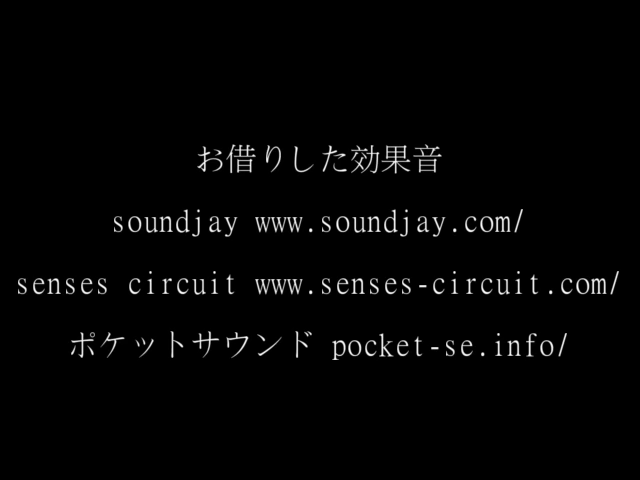 お借りした効果音
soundjay www.soundjay.com/
senses circuit www.senses-circuit.com/
ポケットサウンド pocket-se.info/